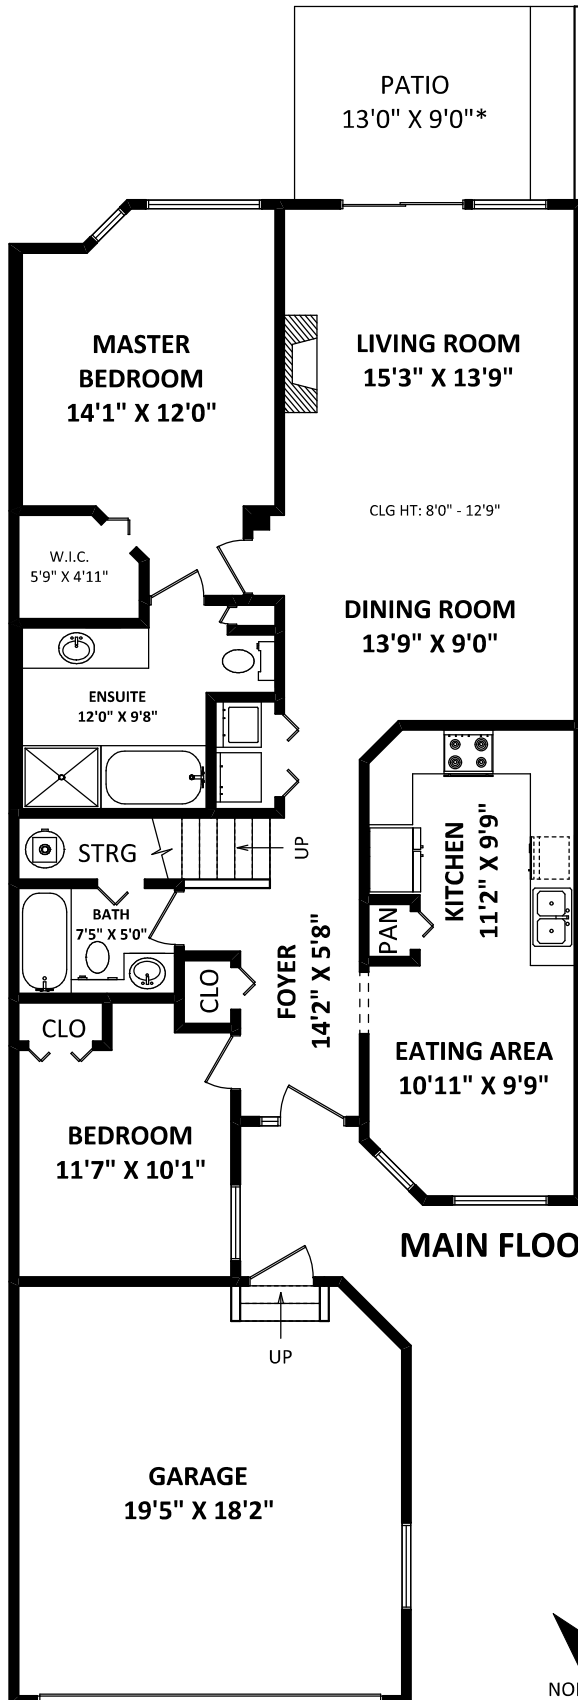 PATIO
13'0" X 9'0"*
MASTER
BEDROOM
14'1" X 12'0"
LIVING ROOM
15'3" X 13'9"
CLG HT: 8'0" - 12'9"
W.I.C.
5'9" X 4'11"
DINING ROOM
13'9" X 9'0"
ENSUITE
12'0" X 9'8"
KITCHEN
11'2" X 9'9"
STRG
UP
BATH
7'5" X 5'0"
PAN
FOYER
14'2" X 5'8"
CLO
CLO
EATING AREA
10'11" X 9'9"
BEDROOM
11'7" X 10'1"
MAIN FLOO
UP
GARAGE
19'5" X 18'2"